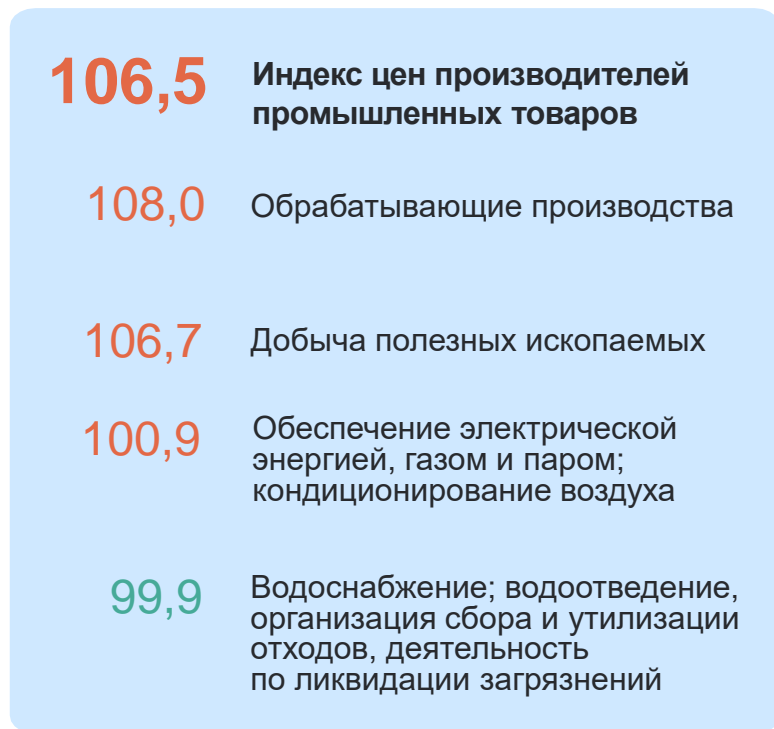 106,5 Индекс цен производителей
промышленных товаров
108,0 Обрабатывающие производства
106,7 Добыча полезных ископаемых
100,9 Обеспечение электрической
энергией, газом и паром;
кондиционирование воздуха
99,9 Водоснабжение; водоотведение,
организация сбора и утилизации
отходов, деятельность
по ликвидации загрязнений